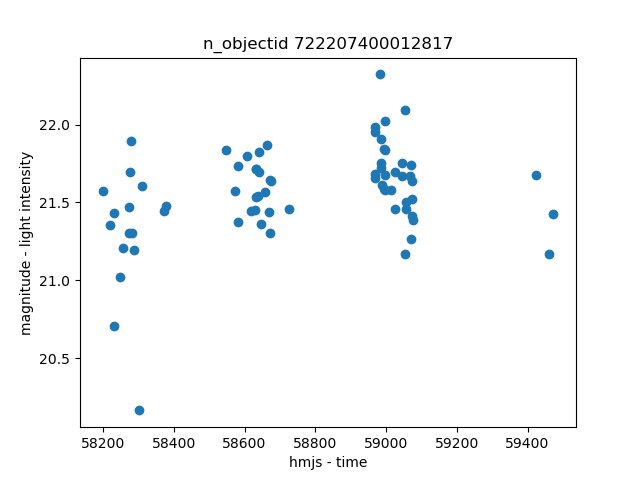 n_objectid 722207400012817
22.0
21.5
21.0
20.5
magnitude - light intensity
58200 58400 58600 58800 59000 59200 59400
hmjs - time